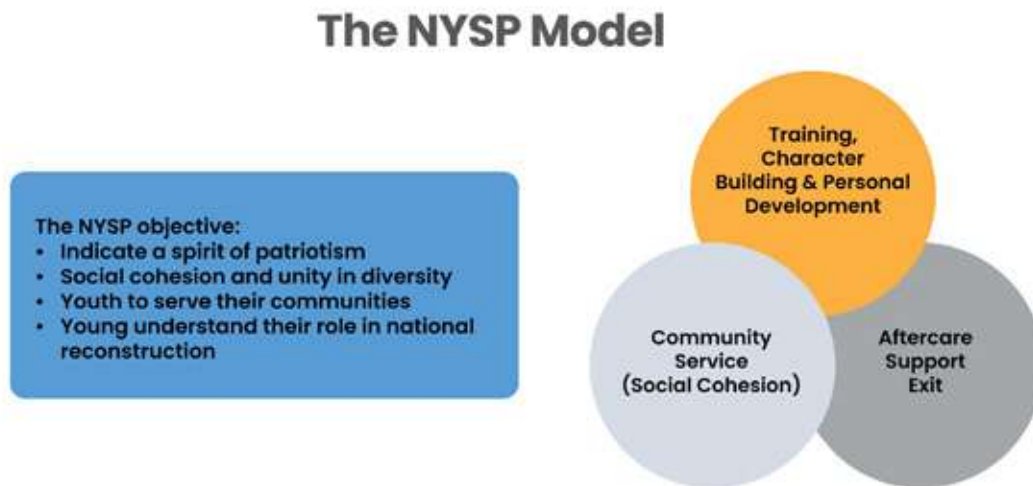 The NYSP Model
The NYSP objective:
• Indicate a spirit of patriotism
• Social cohesion and unity in diversity
• Youth to serve their communities
• Young understand their role in national
reconstruction
Training,
Character
Building & Personal
Development
Community
Service
(Social Cohesion)
Aftercare
Support
Exit